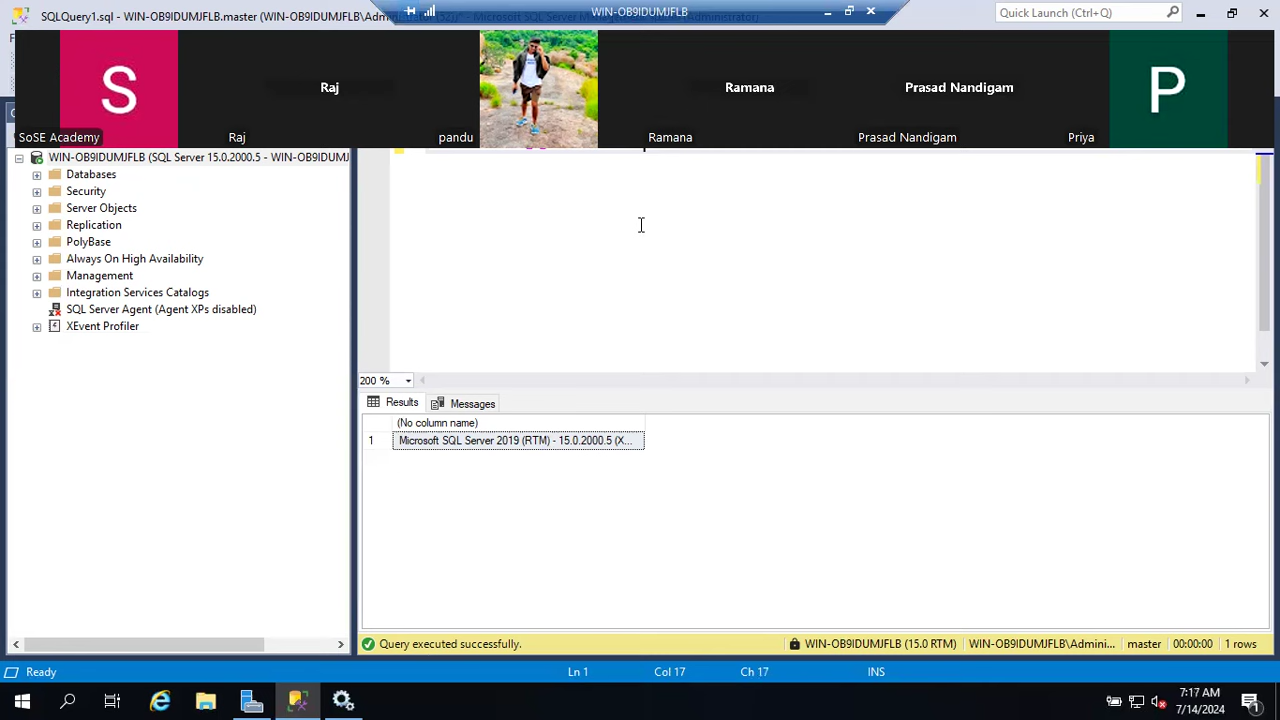 SQLQuery1.sql - WIN-OB9IDUMJFLB.master (WIN-OB9IDUMJFLB\Ad
WIN-OB9IDUMJFLB
Quick Launch (Ctrl+Q)
S
Raj
Ramana
Prasad Nandigam
P
SoSE Academy
Raj
pandu
Ramana
Prasad Nandigam
Priya
WIN-OB9IDUMJFLB (SQL Server 15.0.2000.5 - WIN-OB9IDUMJ
Databases
Security
Server Objects
Replication
PolyBase
Always On High Availability
Management
Integration Services Catalogs
SQL Server Agent (Agent XPs disabled)
XEvent Profiler
200 %
Results
Messages
(No column name)
1 Microsoft SQL Server 2019 (RTM) - 15.0.2000.5 (X...
Query executed successfully.
WIN-OB9IDUMJFLB (15.0 RTM)
WIN-OB9IDUMJFLB\Admini...
master
00:00:00
1 rows
Ready
Ln 1
Col 17
Ch 17
INS
7:17 AM
7/14/2024
1